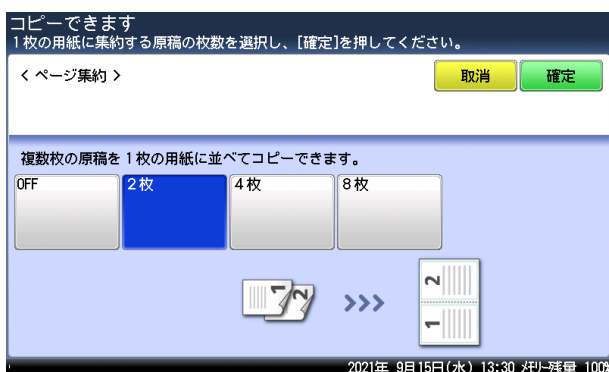 コピーできます
1枚の用紙に集約する原稿の枚数を選択し、[確定]を押してください。
< ページ集約 >
取消
確定
複数枚の原稿を1枚の用紙に並べてコピーできます。
OFF
2枚
4枚
8枚
1 2
>>>
2
1
2021年 9月15日(水) 13:30 ﾒﾓﾘｰ残量 100%